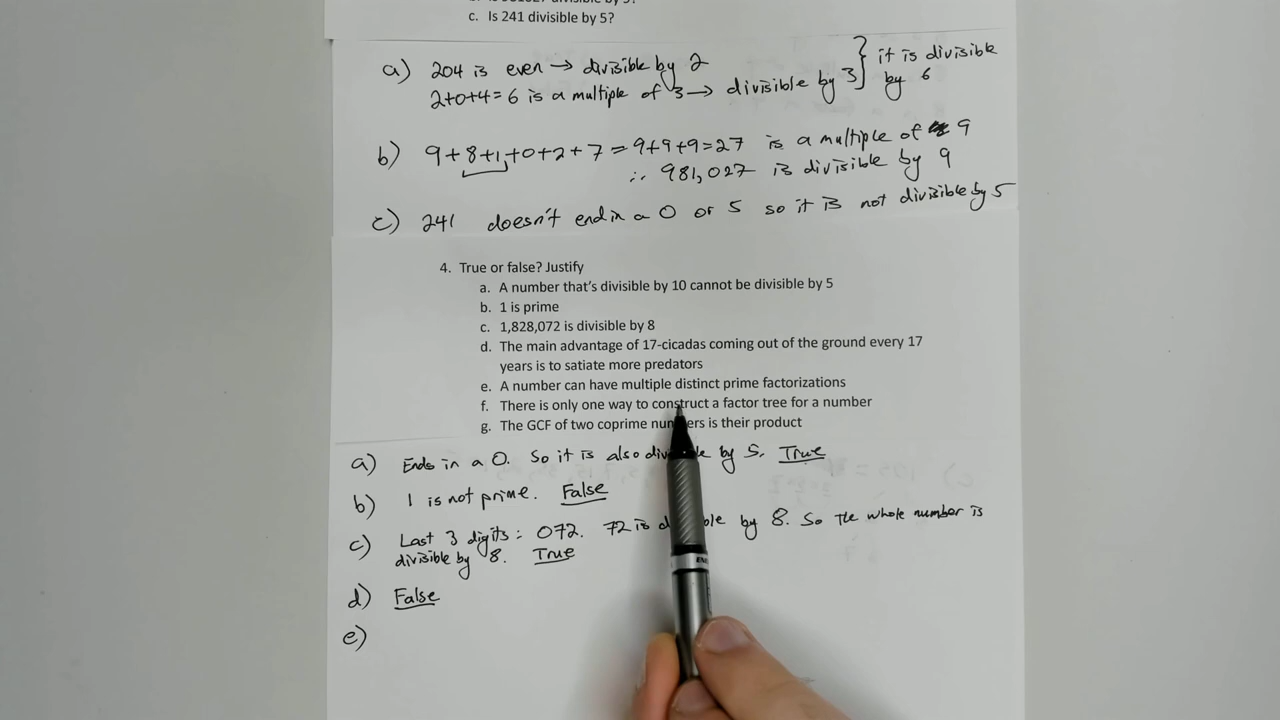 c. Is 241 divisible by 5?
a) 204 is even → divisible by 2
2+0+4=6 is a multiple of 3 → divisible by 3 } it is divisible by 6
b) 9+8+1+0+2+7=9+9+9=27 is a multiple of 9
∴ 981,027 is divisible by 9
c) 241 doesn't end in a 0 or 5 so it is not divisible by 5
4. True or false? Justify
a. A number that's divisible by 10 cannot be divisible by 5
b. 1 is prime
c. 1,828,072 is divisible by 8
d. The main advantage of 17-cicadas coming out of the ground every 17
years is to satiate more predators
e. A number can have multiple distinct prime factorizations
f. There is only one way to construct a factor tree for a number
g. The GCF of two coprime numbers is their product
a) Ends in a 0. So it is also divisible by 5. True
b) 1 is not prime. False
c) Last 3 digits: 072. 72 is divisible by 8. So the whole number is
divisible by 8. True
d) False
e)